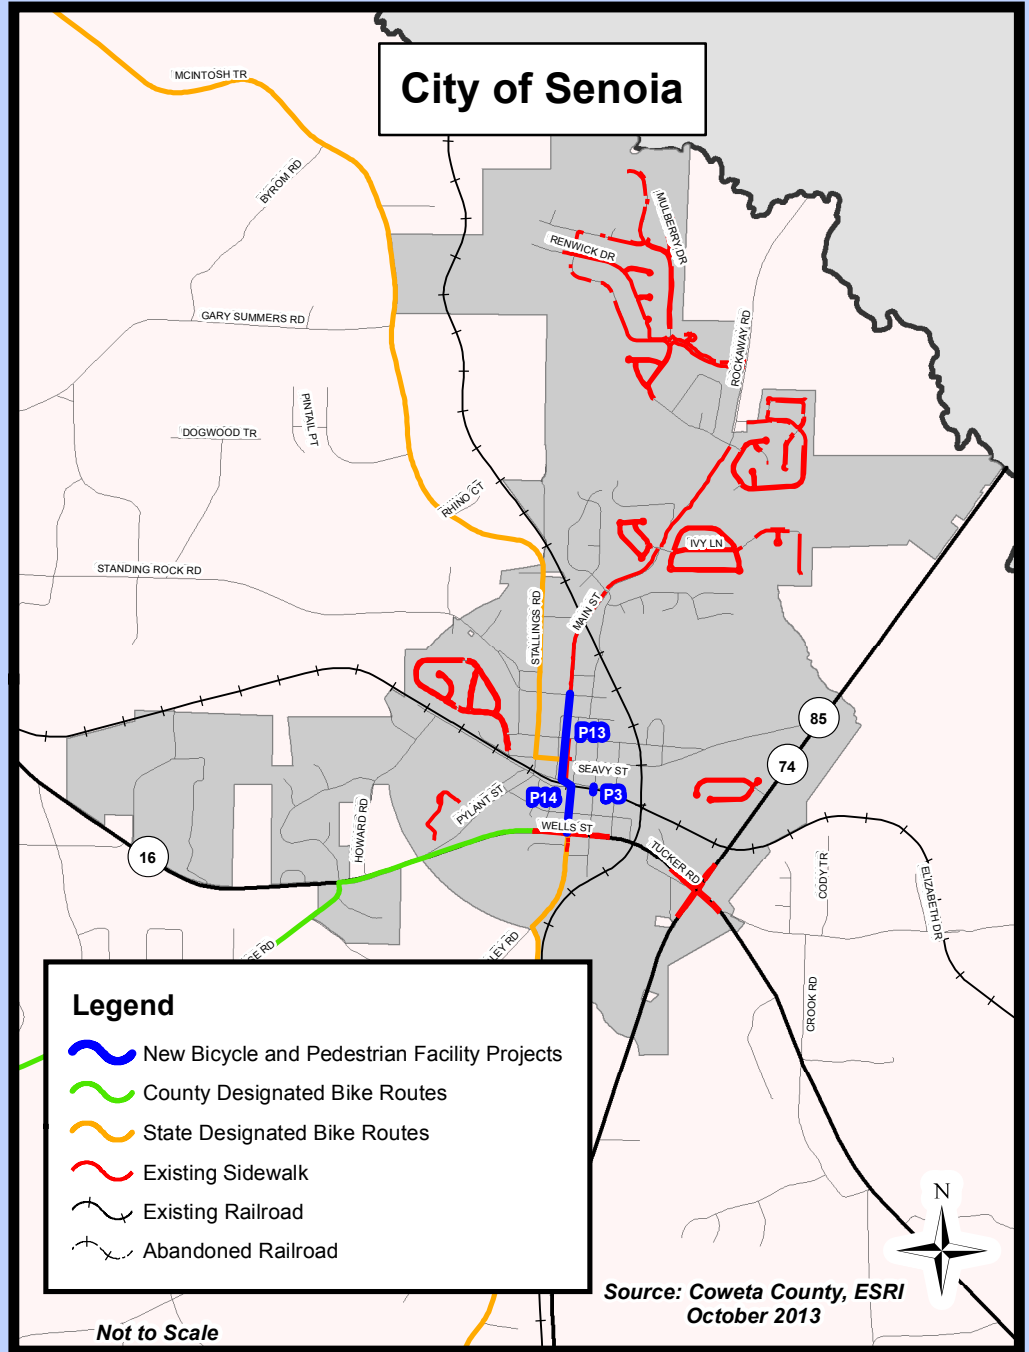 City of Senoia
MCINTOSH TR
BYROM RD
MULBERRY DR
RENWICK DR
GARY SUMMERS RD
ROCKAWAY RD
PINTAIL PT
DOGWOOD TR
RHINO CT
IVY LN
STANDING ROCK RD
STALLINGS RD
MAIN ST
85
P13
74
SEAVY ST
P14
P3
PYLANT ST
HOWARD RD
WELLS ST
16
TUCKER RD
CODY TR
ELIZABETH DR
GE RD
LEY RD
CROOK RD
Legend
New Bicycle and Pedestrian Facility Projects
County Designated Bike Routes
State Designated Bike Routes
Existing Sidewalk
Existing Railroad
Abandoned Railroad
N
Source: Coweta County, ESRI
October 2013
Not to Scale